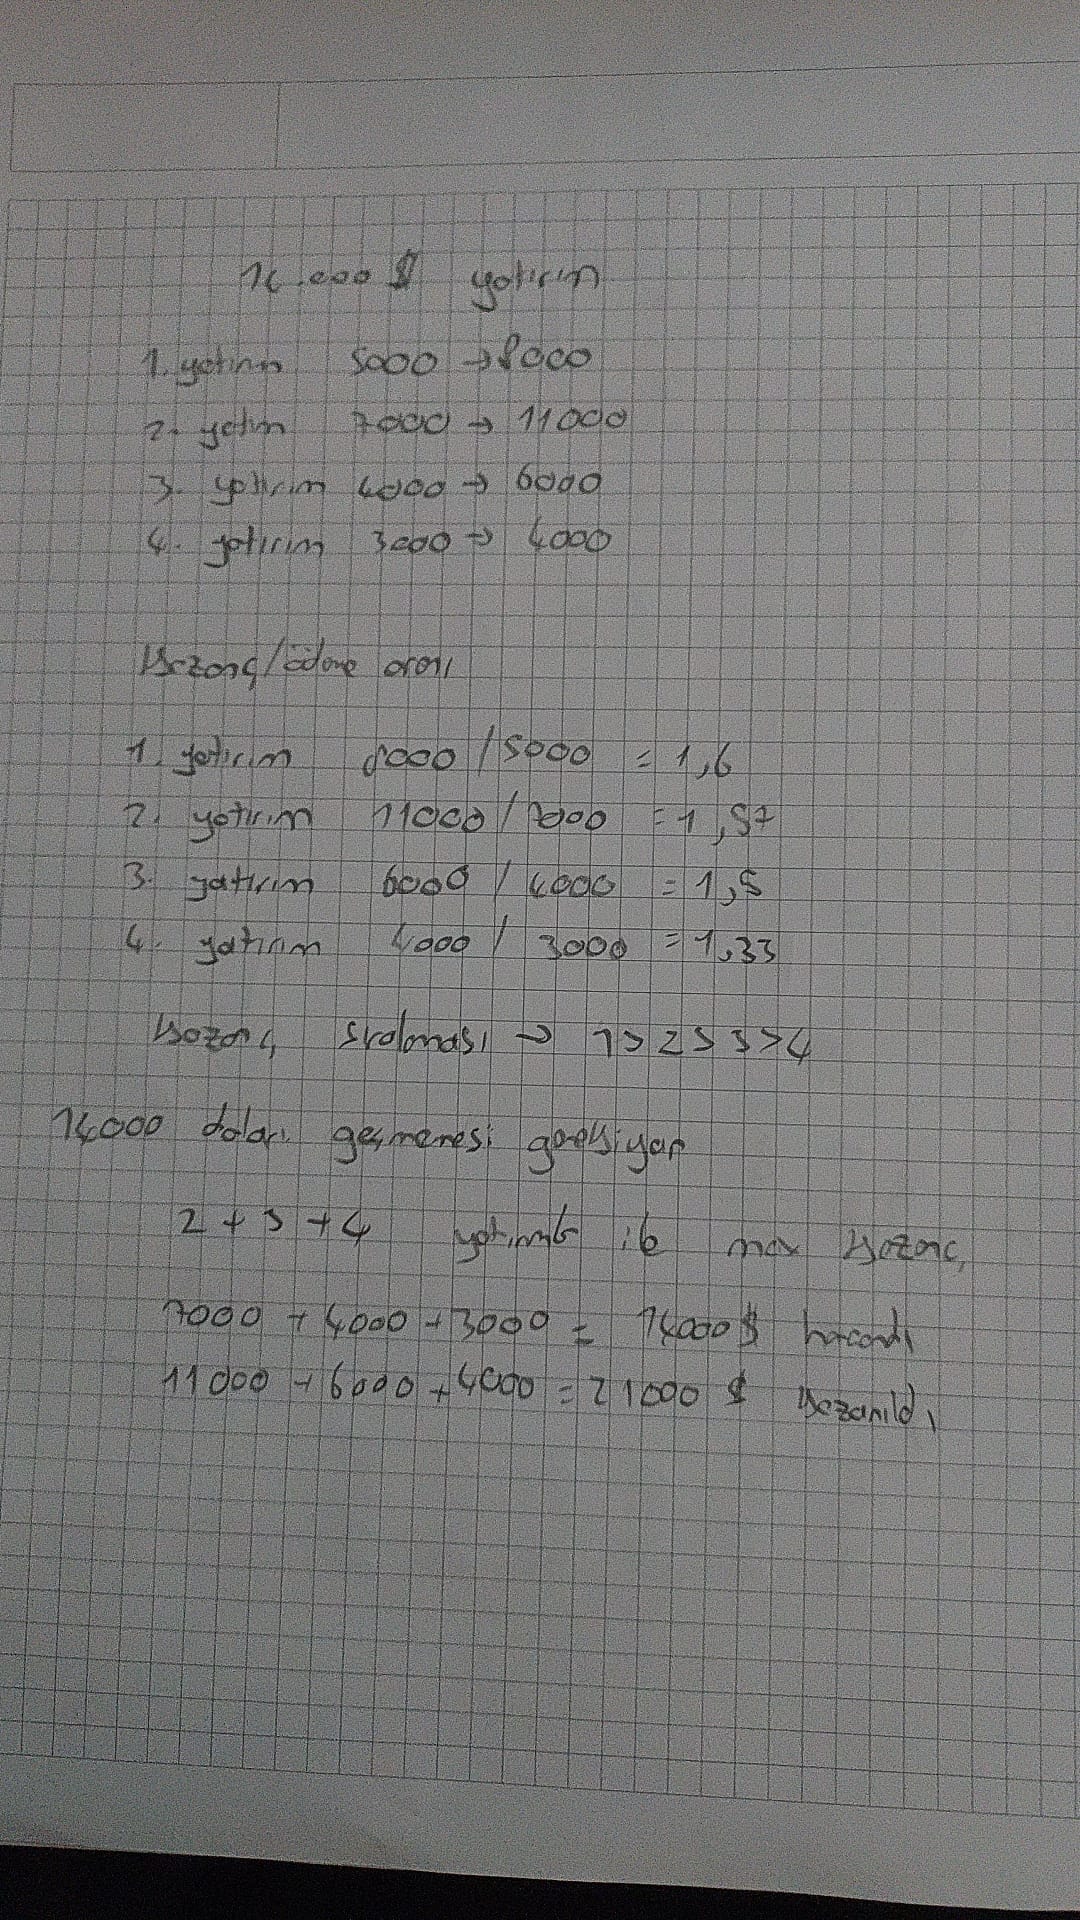 14.000 $ yatırım
1. yatırım 5000 → 8000
2. yatırım 7000 → 11000
3. yatırım 4000 → 6000
4. yatırım 3000 → 4000
Kazanç/ödeme oranı
1. yatırım 8000 / 5000 = 1,6
2. yatırım 11000 / 7000 = 1,57
3. yatırım 6000 / 4000 = 1,5
4. yatırım 4000 / 3000 = 1,33
Kazanç sıralaması → 1>2>3>4
14000 doları geçmemesi gerekiyor
2 + 3 + 4 yatırımı ile max kazanç
7000 + 4000 + 3000 = 14000$ harcandı
11000 + 6000 + 4000 = 21000 $ kazanıldı